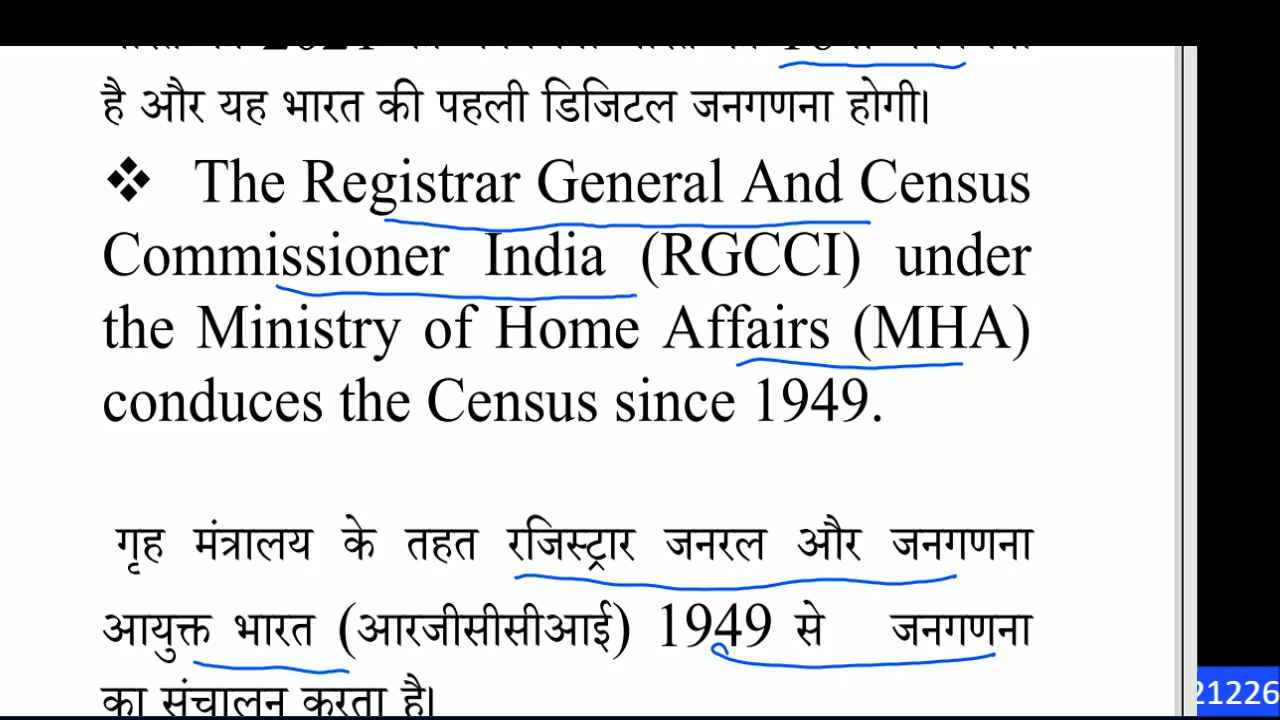 है और यह भारत की पहली डिजिटल जनगणना होगी।
❖ The Registrar General And Census
Commissioner India (RGCCI) under
the Ministry of Home Affairs (MHA)
conduces the Census since 1949.
गृह मंत्रालय के तहत रजिस्ट्रार जनरल और जनगणना
आयुक्त भारत (आरजीसीसीआई) 1949 से जनगणना
का संचालन करता है।
21226